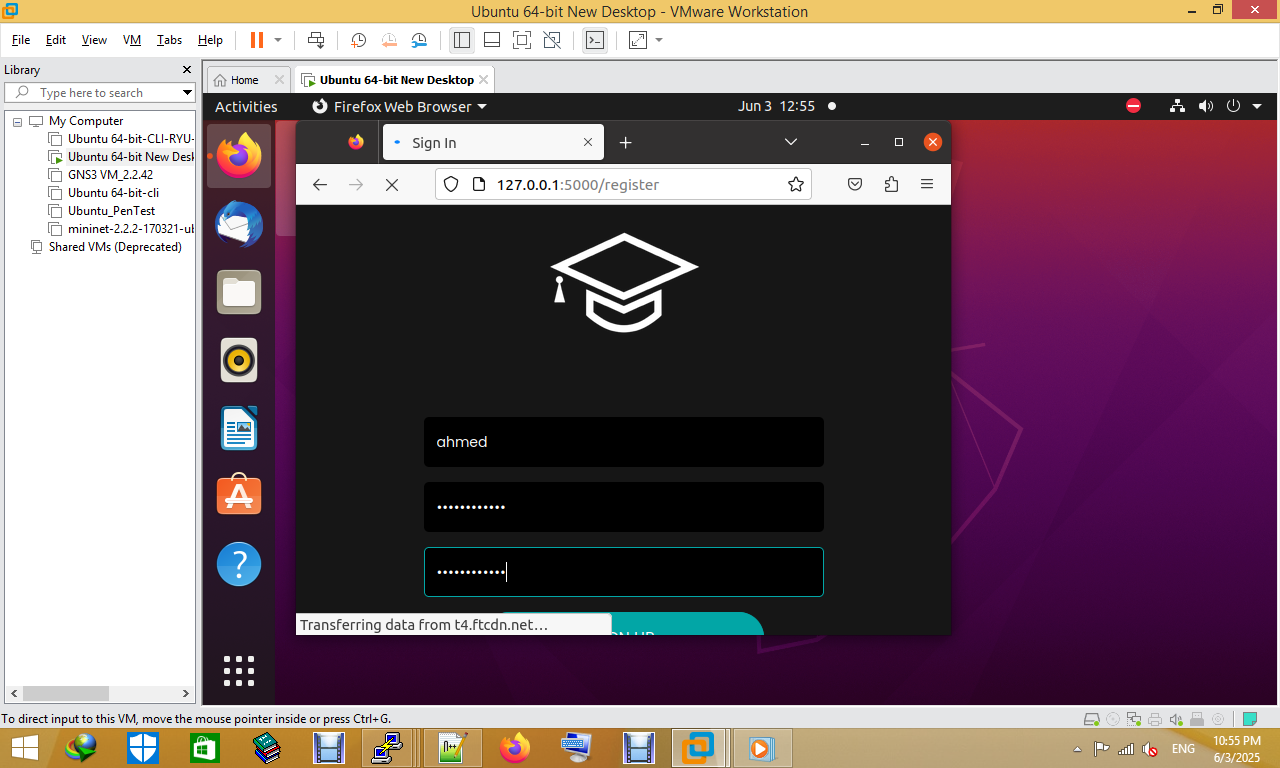 Ubuntu 64-bit New Desktop - VMware Workstation
File Edit View VM Tabs Help
Library
Type here to search
My Computer
Ubuntu 64-bit-CLI-RYU-
Ubuntu 64-bit New Desk
GNS3 VM_2.2.42
Ubuntu 64-bit-cli
Ubuntu_PenTest
mininet-2.2.2-170321-ub
Shared VMs (Deprecated)
Home
Ubuntu 64-bit New Desktop
Activities
Firefox Web Browser
Jun 3 12:55
Sign In
127.0.0.1:5000/register
ahmed
••••••••••••
••••••••••••
Transferring data from t4.ftcdn.net…
To direct input to this VM, move the mouse pointer inside or press Ctrl+G.
ENG
10:55 PM
6/3/2025